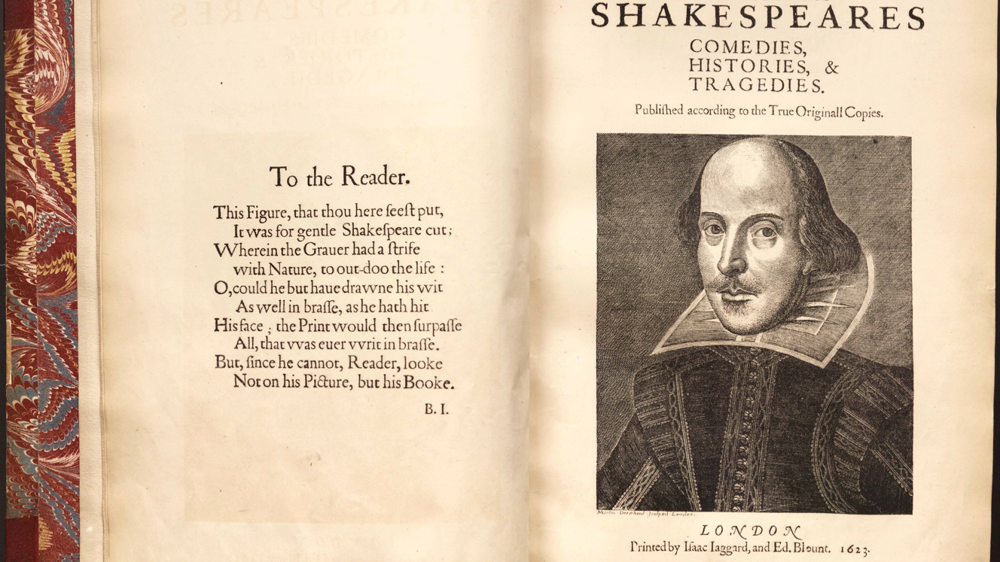 To the Reader.
This Figure, that thou here ſeeſt put,
It was for gentle Shakeſpeare cut;
Wherein the Grauer had a ſtrife
with Nature, to out-doo the life :
O, could he but haue dravvne his vvit
As well in braſſe, as he hath hit
His face ; the Print would then ſurpaſſe
All, that vvas euer vvrit in braſſe.
But, ſince he cannot, Reader, looke
Not on his Picture, but his Booke.
B. I.
SHAKESPEARES
COMEDIES,
HISTORIES, &
TRAGEDIES.
Publiſhed according to the True Originall Copies.
Martin Droeshout ſculpsit London
LONDON
Printed by Iſaac Iaggard, and Ed. Blount. 1623.